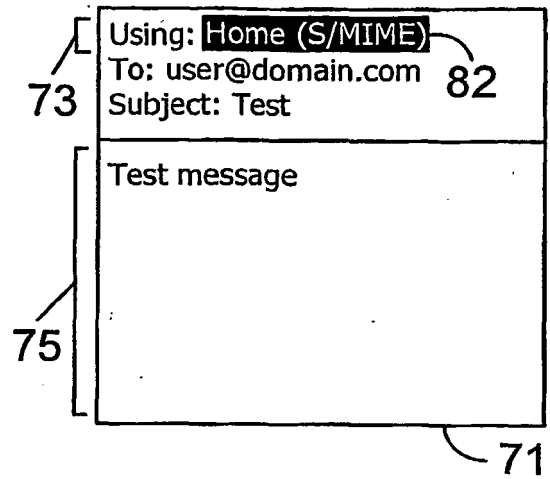 Using: Home (S/MIME)
82
To: user@domain.com
73
Subject: Test
Test message
75
71